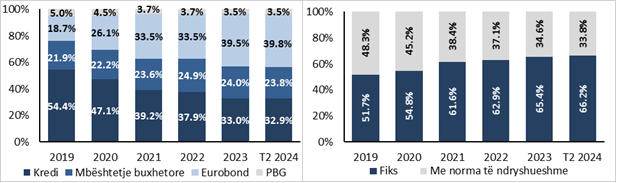 100% 5.0% 4.5% 3.7% 3.7% 3.5% 3.5%
80% 18.7% 26.1% 33.5% 33.5% 39.5% 39.8%
60% 21.9% 22.2% 23.6% 24.9% 24.0% 23.8%
40%
20% 54.4% 47.1% 39.2% 37.9% 33.0% 32.9%
0%
2019 2020 2021 2022 2023 T2 2024
Kredi Mbështetje buxhetore Eurobond PBG
100%
80% 48.3% 45.2% 38.4% 37.1% 34.6% 33.8%
60%
40%
20% 51.7% 54.8% 61.6% 62.9% 65.4% 66.2%
0%
2019 2020 2021 2022 2023 T2 2024
Fiks Me norma të ndryshueshme